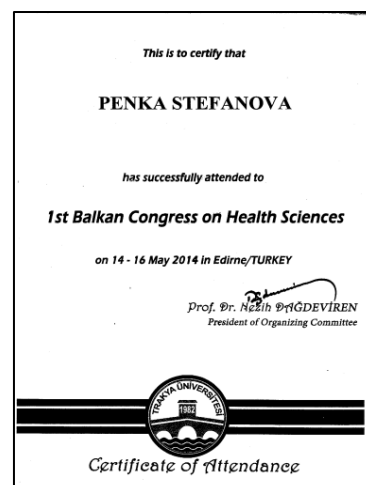 This is to certify that
PENKA STEFANOVA
has successfully attended to
1st Balkan Congress on Health Sciences
on 14 - 16 May 2014 in Edirne/TURKEY
Prof. Dr. Nezih DAĞDEVİREN
President of Organizing Committee
TRAKYA ÜNİVERSİTESİ
1982
Certificate of Attendance